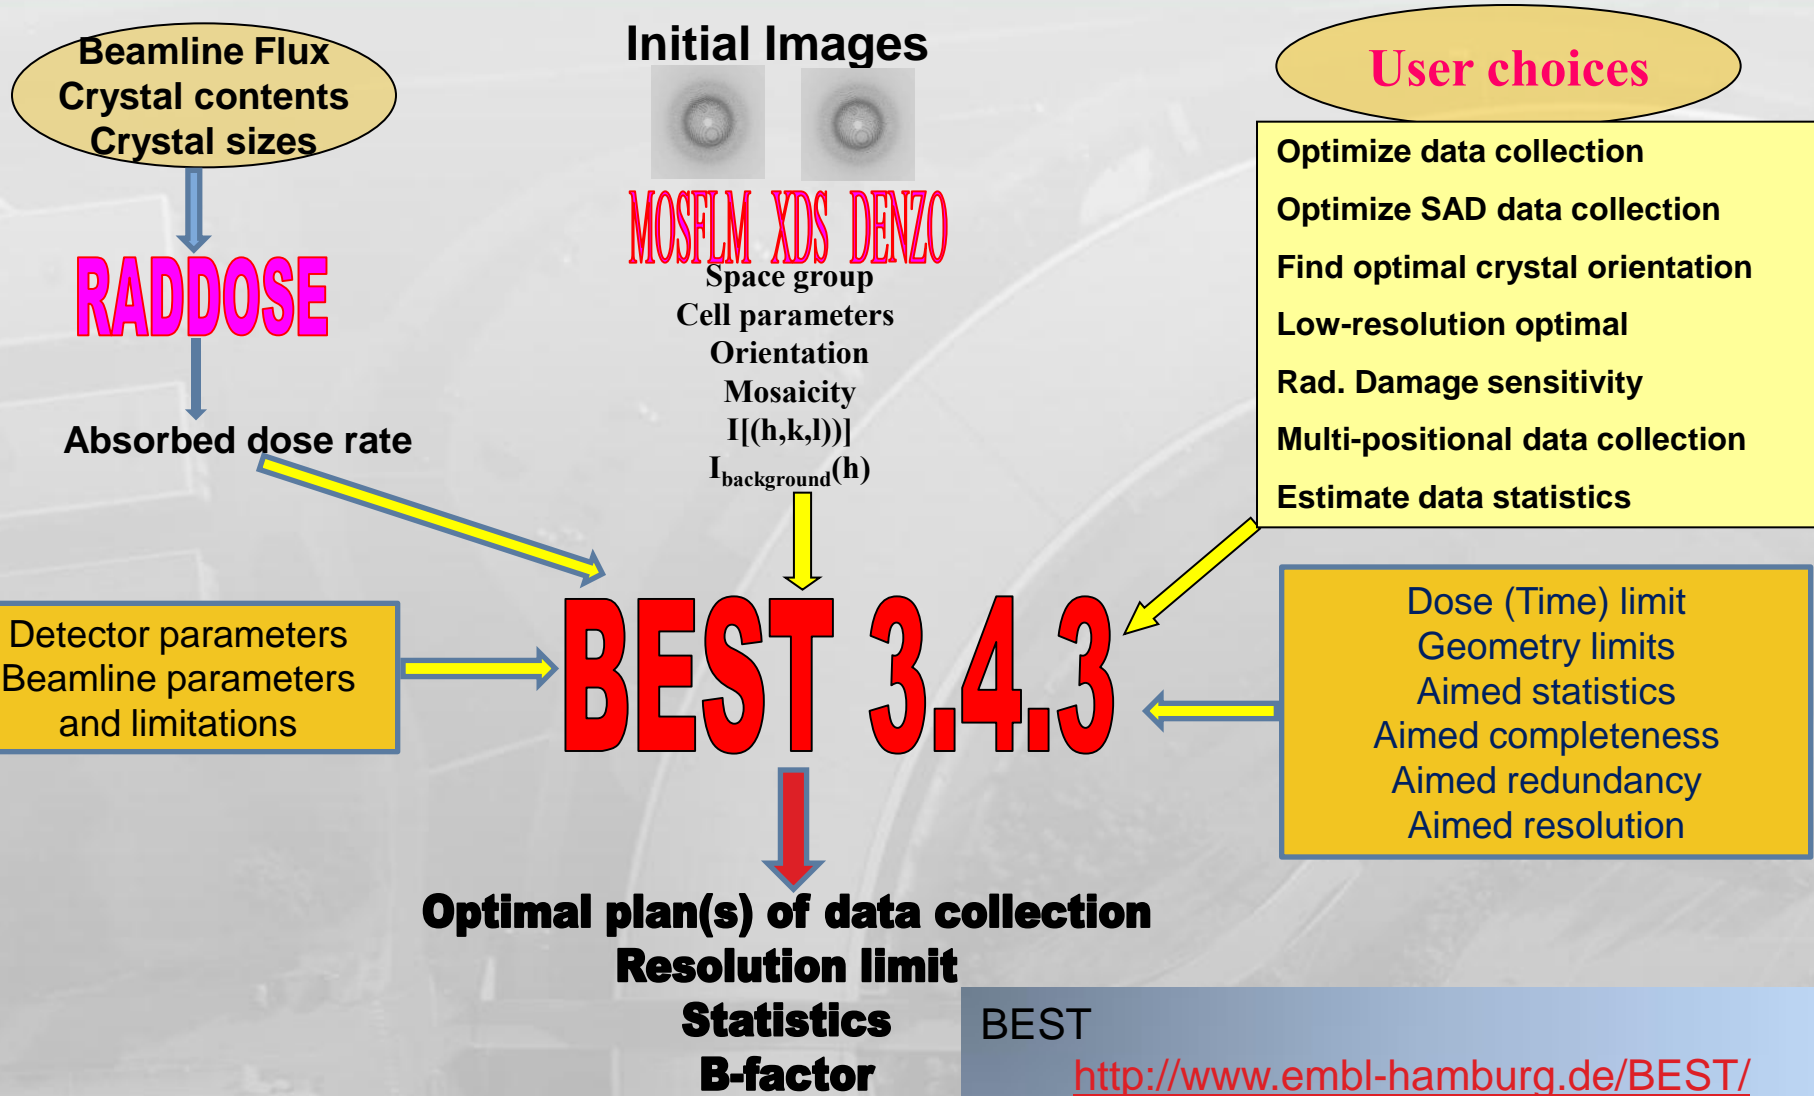 Beamline Flux
Crystal contents
Crystal sizes
RADDOSE
Absorbed dose rate
Initial Images
MOSFLM XDS DENZO
Space group
Cell parameters
Orientation
Mosaicity
I[(h,k,l))]
Ibackground(h)
User choices
Optimize data collection
Optimize SAD data collection
Find optimal crystal orientation
Low-resolution optimal
Rad. Damage sensitivity
Multi-positional data collection
Estimate data statistics
Detector parameters
Beamline parameters
and limitations
BEST 3.4.3
Dose (Time) limit
Geometry limits
Aimed statistics
Aimed completeness
Aimed redundancy
Aimed resolution
Optimal plan(s) of data collection
Resolution limit
Statistics
B-factor
BEST
http://www.embl-hamburg.de/BEST/